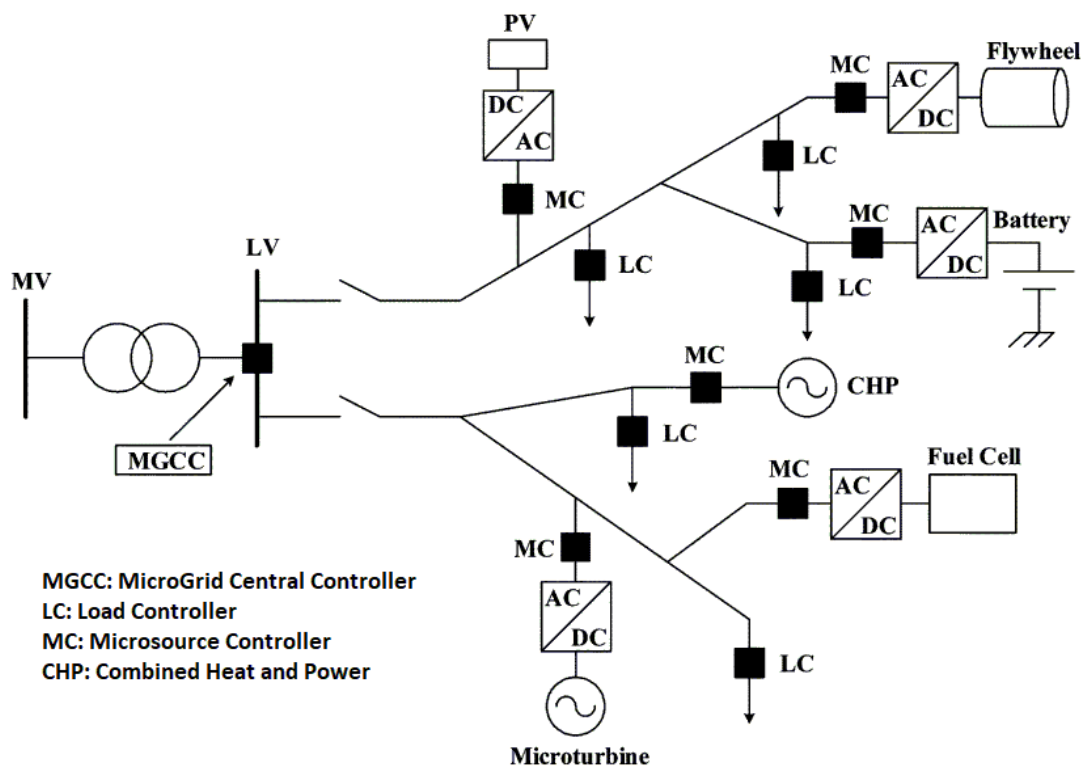 PV
DC
AC
MC
MC
AC
DC
Flywheel
LC
MC
AC
DC
Battery
LC
LC
MV
LV
MGCC
MC
CHP
LC
MC
AC
DC
Fuel Cell
MC
AC
DC
Microturbine
LC
MGCC: MicroGrid Central Controller
LC: Load Controller
MC: Microsource Controller
CHP: Combined Heat and Power